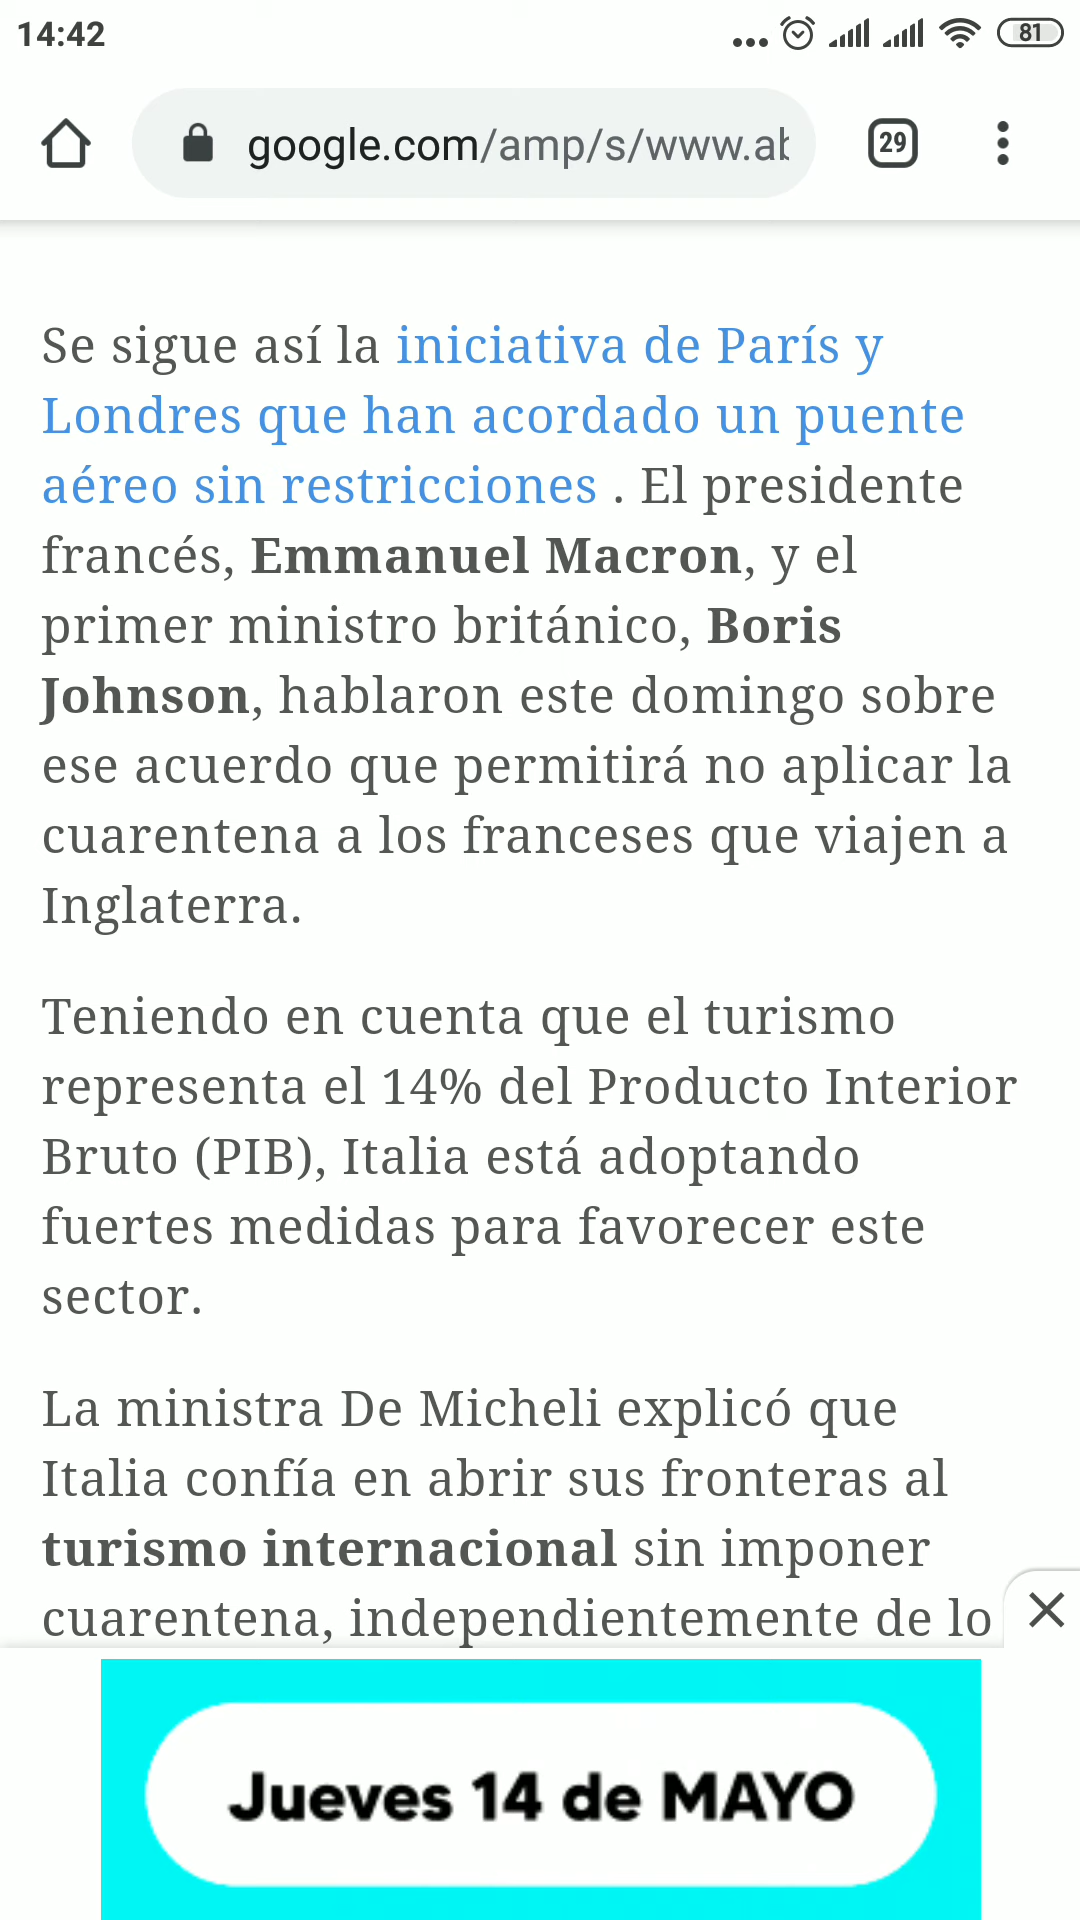 14:42
81
google.com/amp/s/www.ab
29
Se sigue así la iniciativa de París y
Londres que han acordado un puente
aéreo sin restricciones . El presidente
francés, Emmanuel Macron, y el
primer ministro británico, Boris
Johnson, hablaron este domingo sobre
ese acuerdo que permitirá no aplicar la
cuarentena a los franceses que viajen a
Inglaterra.
Teniendo en cuenta que el turismo
representa el 14% del Producto Interior
Bruto (PIB), Italia está adoptando
fuertes medidas para favorecer este
sector.
La ministra De Micheli explicó que
Italia confía en abrir sus fronteras al
turismo internacional sin imponer
cuarentena, independientemente de lo
Jueves 14 de MAYO